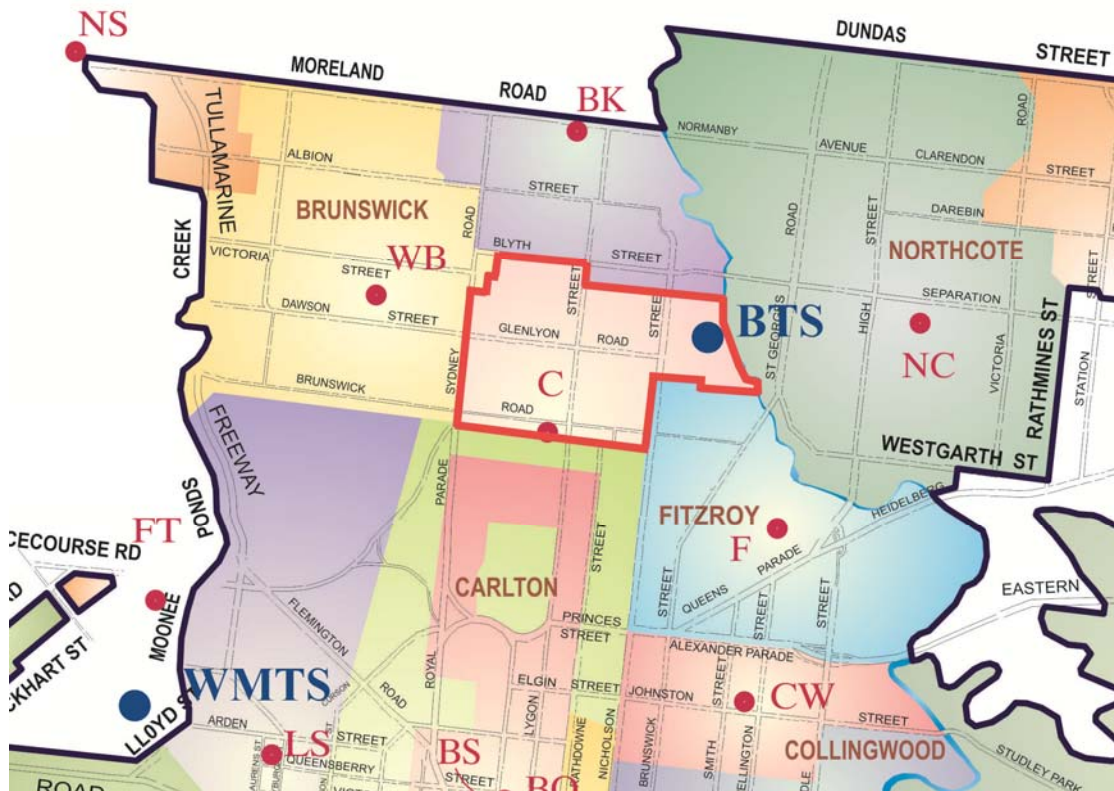 NS
DUNDAS
STREET
MORELAND
ROAD
BK
TULLAMARINE
NORMANBY
AVENUE
CLARENDON
ROAD
STREET
ALBION
STREET
BRUNSWICK
ROAD
ROAD
STREET
DAREBIN
NORTHCOTE
CREEK
VICTORIA
STREET
WB
BLYTH
STREET
STREET
SEPARATION
DAWSON
STREET
GLENLYON
ROAD
STREET
STREET
BTS
ST GEORGES
HIGH
NC
VICTORIA
RATHMINES ST
STATION
BRUNSWICK
SYDNEY
C
ROAD
WESTGARTH ST
FREEWAY
PARADE
HEIDELBERG
PONDS
FITZROY
F
FT
CECOURSE RD
STREET
PARADE
QUEENS
EASTERN
CARLTON
MOONEE
FLEMINGTON
PRINCES
STREET
STREET
STREET
STREET
CKHART ST
ROYAL
ALEXANDER PARADE
WMTS
ROAD
ELGIN
STREET
JOHNSTON
STREET
CW
STREET
LLOYD ST
ARDEN
STREET
LYGON
COLLINGWOOD
LS
QUEENSBERRY
BS
STREET
RATHDOWNE
NICHOLSON
BRUNSWICK
SMITH
ELLINGTON
STUDLEY PARK
BQ
ROAD